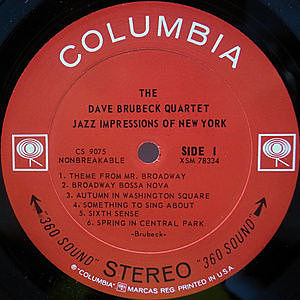 COLUMBIA
THE
DAVE BRUBECK QUARTET
JAZZ IMPRESSIONS OF NEW YORK
CS 9075
NONBREAKABLE
SIDE 1
XSM 78334
1. THEME FROM MR. BROADWAY
2. BROADWAY BOSSA NOVA
3. AUTUMN IN WASHINGTON SQUARE
4. SOMETHING TO SING ABOUT
5. SIXTH SENSE
6. SPRING IN CENTRAL PARK
-Brubeck-
"360 SOUND" STEREO "360 SOUND"
® "COLUMBIA", MARCAS REG. PRINTED IN U.S.A.